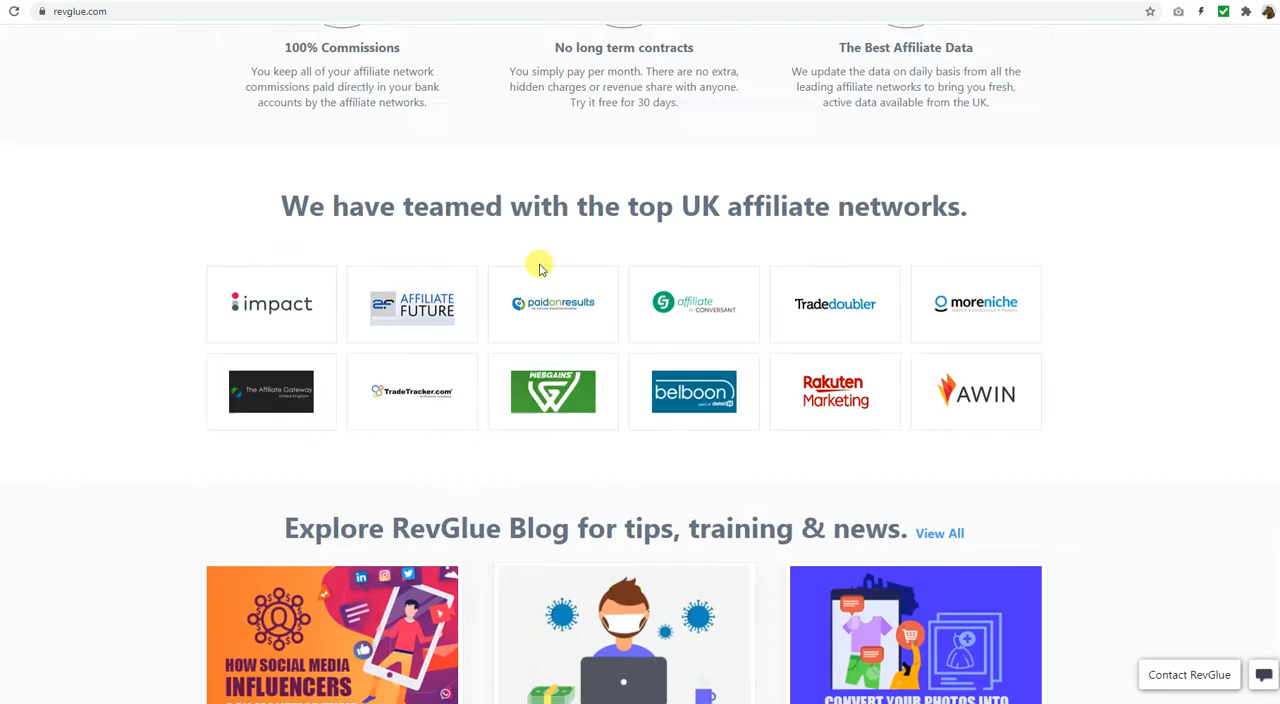 revglue.com
100% Commissions
You keep all of your affiliate network
commissions paid directly in your bank
accounts by the affiliate networks.
No long term contracts
You simply pay per month. There are no extra,
hidden charges or revenue share with anyone.
Try it free for 30 days.
The Best Affiliate Data
We update the data on daily basis from all the
leading affiliate networks to bring you fresh,
active data available from the UK.
We have teamed with the top UK affiliate networks.
impact
AFFILIATE
FUTURE
paidonresults
affiliate
by CONVERSANT
Tradedoubler
moreniche
The Affiliate Gateway
United Kingdom
TradeTracker.com
WEBGAINS
belboon
Rakuten
Marketing
AWIN
Explore RevGlue Blog for tips, training & news. View All
HOW SOCIAL MEDIA
INFLUENCERS
CONVERT YOUR PHOTOS INTO
Contact RevGlue